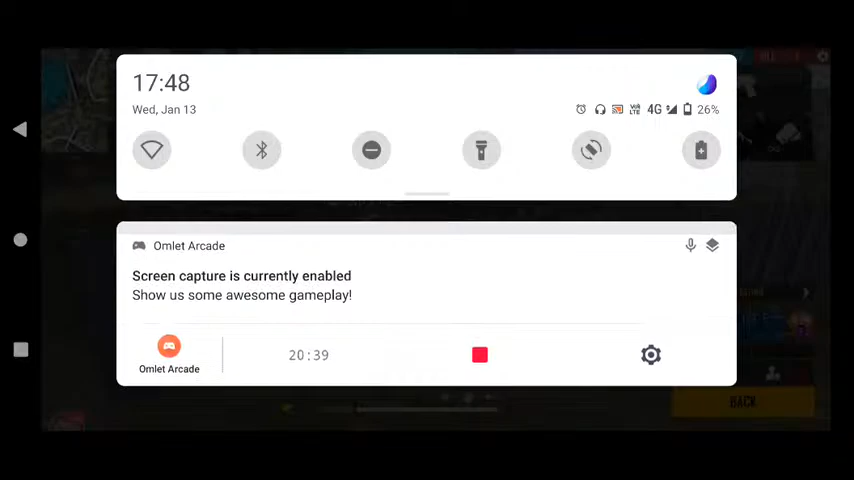 17:48
Wed, Jan 13
VoLTE 4G 26%
Omlet Arcade
Screen capture is currently enabled
Show us some awesome gameplay!
Omlet Arcade
20:39
BACK